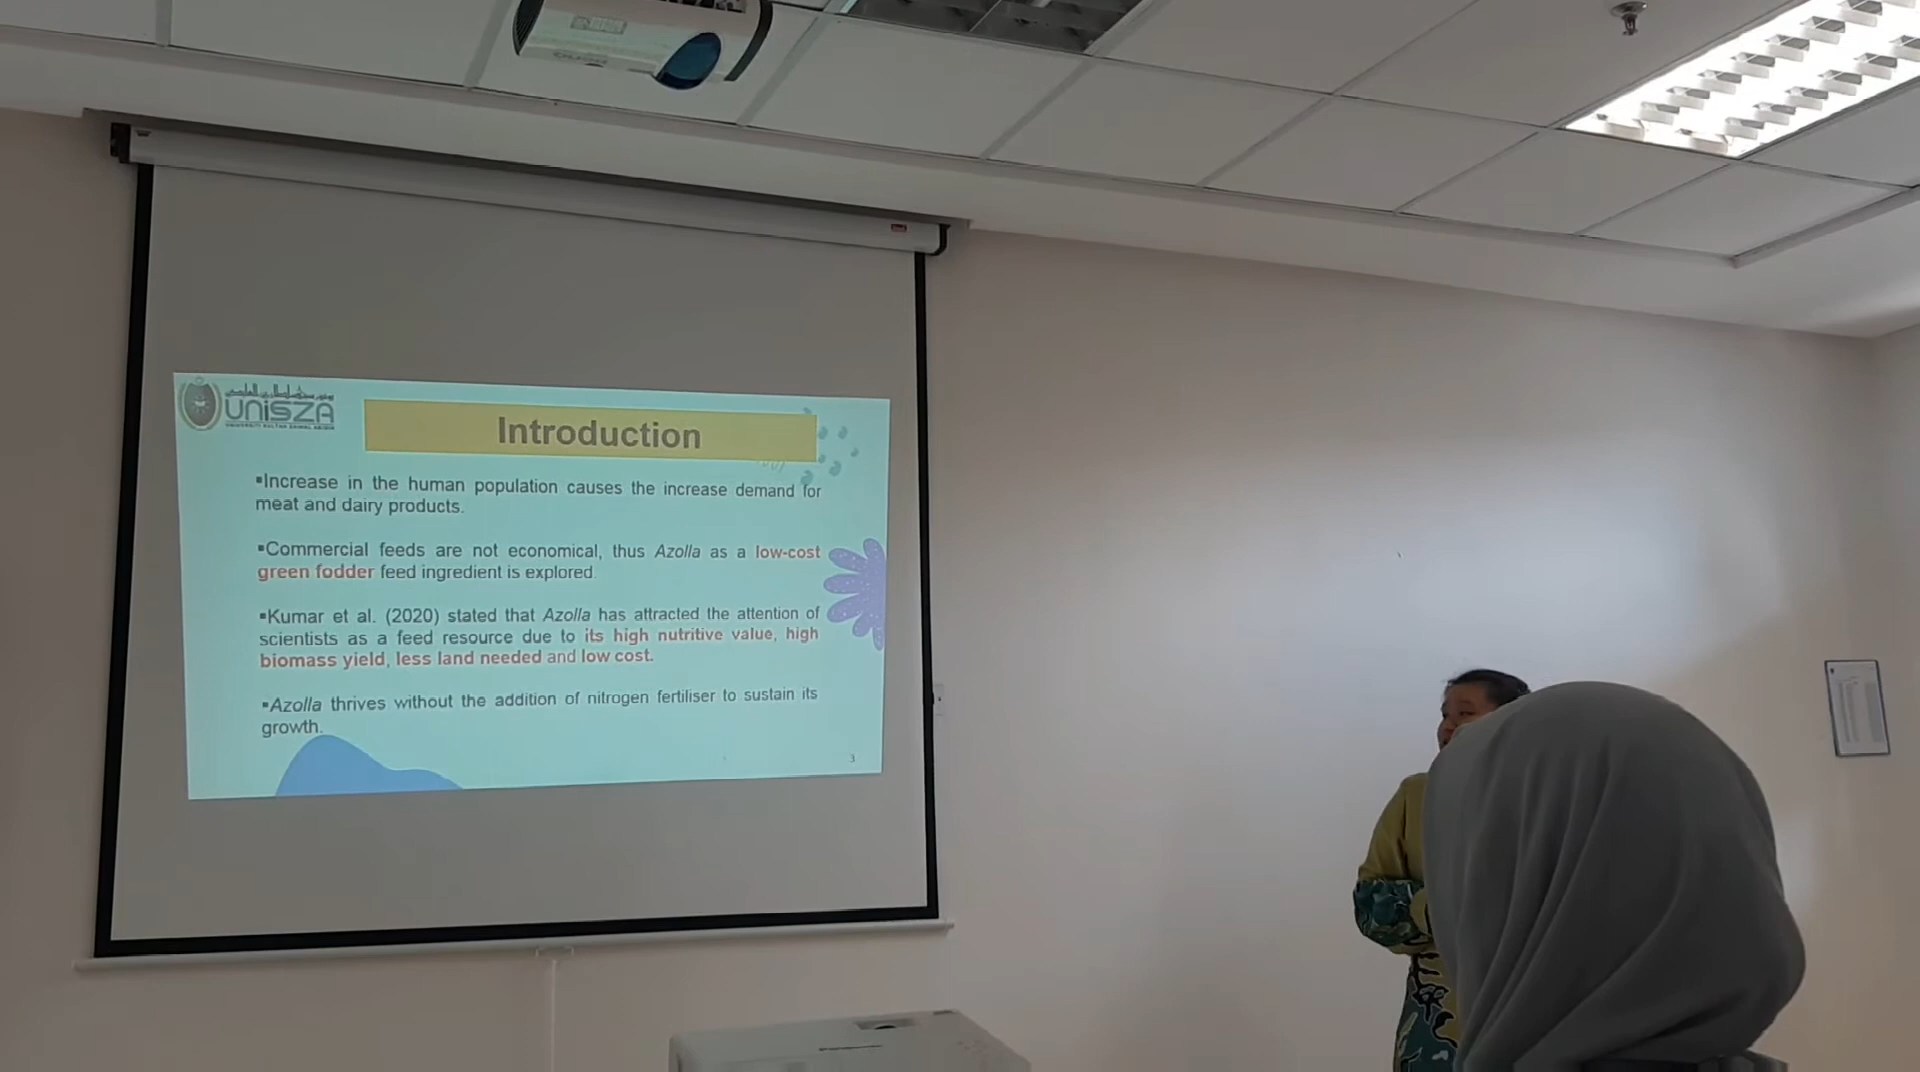 UniSZA
UNIVERSITI SULTAN ZAINAL ABIDIN
Introduction
▪Increase in the human population causes the increase demand for
meat and dairy products.
▪Commercial feeds are not economical, thus Azolla as a low-cost
green fodder feed ingredient is explored.
▪Kumar et al. (2020) stated that Azolla has attracted the attention of
scientists as a feed resource due to its high nutritive value, high
biomass yield, less land needed and low cost.
▪Azolla thrives without the addition of nitrogen fertiliser to sustain its
growth.
3